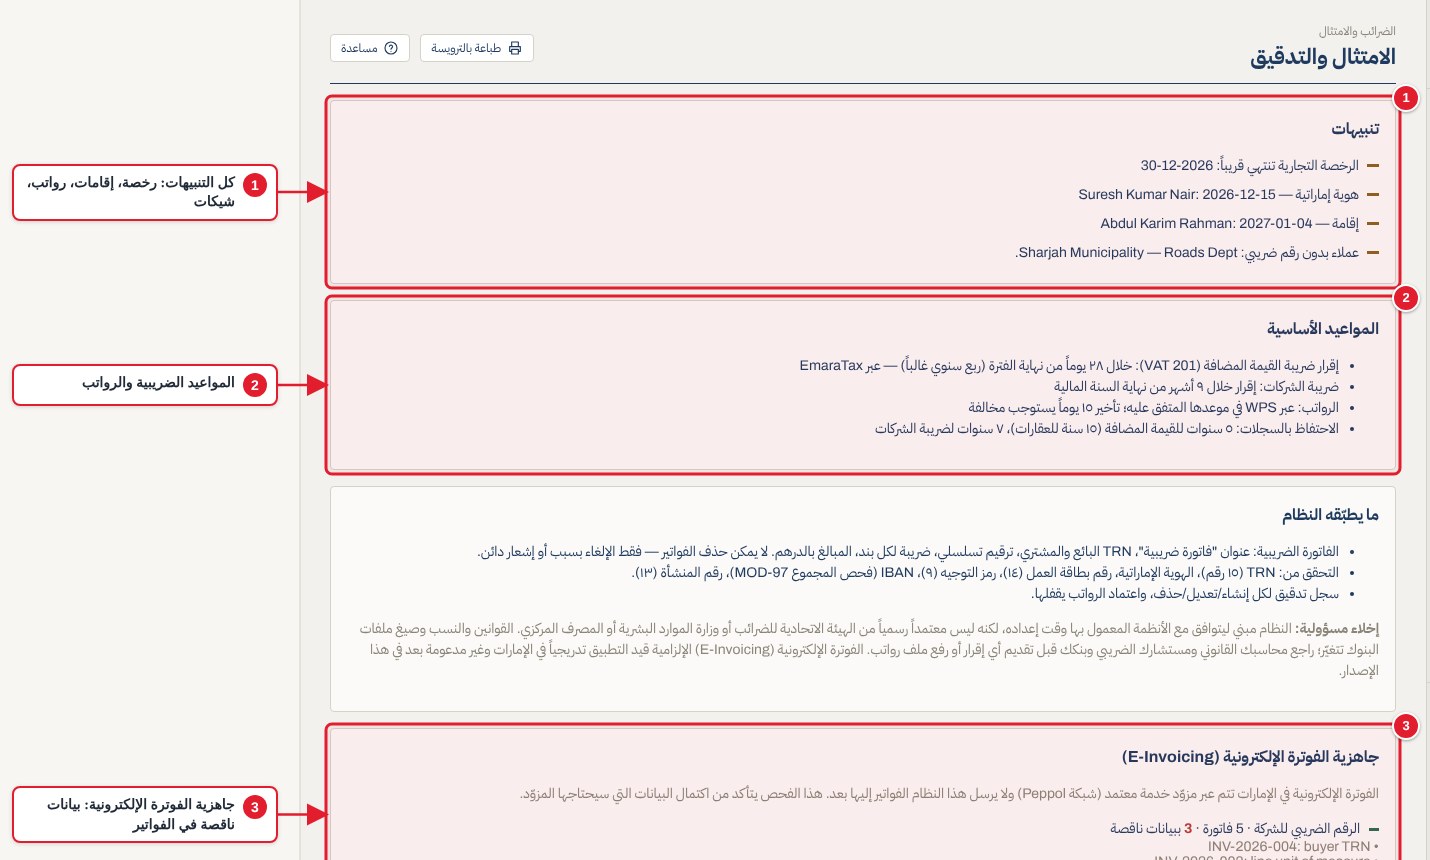 الضرائب والامتثال
الامتثال والتدقيق
طباعة بالترويسة
مساعدة
1
تنبيهات
الرخصة التجارية تنتهي قريباً: 2026-12-30
هوية إماراتية — Suresh Kumar Nair: 2026-12-15
إقامة — Abdul Karim Rahman: 2027-01-04
عملاء بدون رقم ضريبي: Sharjah Municipality — Roads Dept.
1 كل التنبيهات: رخصة، إقامات، رواتب،
شيكات
2
المواعيد الأساسية
• إقرار ضريبة القيمة المضافة (VAT 201): خلال ٢٨ يوماً من نهاية الفترة (ربع سنوي غالباً) — عبر EmaraTax
• ضريبة الشركات: إقرار خلال ٩ أشهر من نهاية السنة المالية
• الرواتب: عبر WPS في موعدها المتفق عليه؛ تأخير ١٥ يوماً يستوجب مخالفة
• الاحتفاظ بالسجلات: ٥ سنوات للقيمة المضافة (١٥ سنة للعقارات)، ٧ سنوات لضريبة الشركات
2 المواعيد الضريبية والرواتب
ما يطبّقه النظام
• الفاتورة الضريبية: عنوان "فاتورة ضريبية"، TRN البائع والمشتري، ترقيم تسلسلي، ضريبة لكل بند، المبالغ بالدرهم. لا يمكن حذف الفواتير — فقط الإلغاء بسبب أو إشعار دائن.
• التحقق من: TRN (١٥ رقم)، الهوية الإماراتية، رقم بطاقة العمل (١٤)، رمز التوجيه (٩)، IBAN (فحص المجموع MOD-97)، رقم المنشأة (١٣).
• سجل تدقيق لكل إنشاء/تعديل/حذف، واعتماد الرواتب يقفلها.
إخلاء مسؤولية: النظام مبني ليتوافق مع الأنظمة المعمول بها وقت إعداده، لكنه ليس معتمداً رسمياً من الهيئة الاتحادية للضرائب أو وزارة الموارد البشرية أو المصرف المركزي. القوانين والنسب وصيغ ملفات
البنوك تتغيّر؛ راجع محاسبك القانوني ومستشارك الضريبي وبنكك قبل تقديم أي إقرار أو رفع ملف رواتب. الفوترة الإلكترونية (E-Invoicing) الإلزامية قيد التطبيق تدريجياً في الإمارات وغير مدعومة بعد في هذا
الإصدار.
3
جاهزية الفوترة الإلكترونية (E-Invoicing)
الفوترة الإلكترونية في الإمارات تتم عبر مزوّد خدمة معتمد (شبكة Peppol) ولا يرسل هذا النظام الفواتير إليها بعد. هذا الفحص يتأكد من اكتمال البيانات التي سيحتاجها المزوّد.
الرقم الضريبي للشركة · 5 فاتورة · 3 ببيانات ناقصة
• INV-2026-004: buyer TRN
3 جاهزية الفوترة الإلكترونية: بيانات
ناقصة في الفواتير